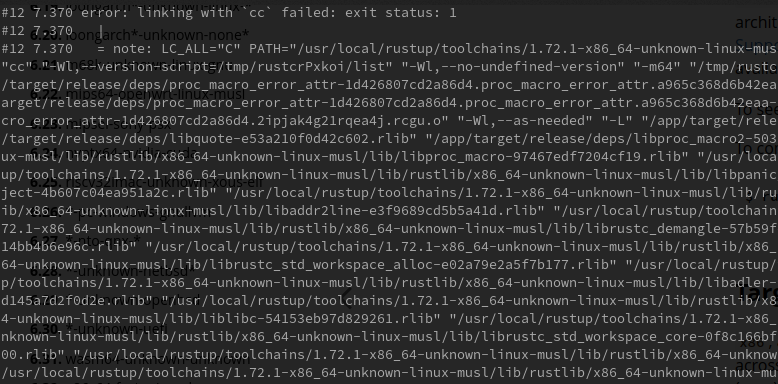 #12 7.370 error: linking with `cc` failed: exit status: 1
#12 7.370   |
#12 7.370   = note: LC_ALL="C" PATH="/usr/local/rustup/toolchains/1.72.1-x86_64-unknown-linux-mu
"cc" "-Wl,--version-script=/tmp/rustcrPxkoi/list" "-Wl,--no-undefined-version" "-m64" "/tmp/rustc
/target/release/deps/proc_macro_error_attr-1d426807cd2a86d4.proc_macro_error_attr.a965c368d6b42ea
arget/release/deps/proc_macro_error_attr-1d426807cd2a86d4.proc_macro_error_attr.a965c368d6b42eae-
cro_error_attr-1d426807cd2a86d4.2ipjak4g21rqea4j.rcgu.o" "-Wl,--as-needed" "-L" "/app/target/rele
target/release/deps/libquote-e53a210f0d42c602.rlib" "/app/target/release/deps/libproc_macro2-503
ux-musl/lib/rustlib/x86_64-unknown-linux-musl/lib/libproc_macro-97467edf7204cf19.rlib" "/usr/loca
up/toolchains/1.72.1-x86_64-unknown-linux-musl/lib/rustlib/x86_64-unknown-linux-musl/lib/libpanic
ject-4b507c04ea951a2c.rlib" "/usr/local/rustup/toolchains/1.72.1-x86_64-unknown-linux-musl/lib/ru
ib/x86_64-unknown-linux-musl/lib/libaddr2line-e3f9689cd5b5a41d.rlib" "/usr/local/rustup/toolchain
72.1-x86_64-unknown-linux-musl/lib/rustlib/x86_64-unknown-linux-musl/lib/librustc_demangle-57b59f
14bb4b.rlib" "/usr/local/rustup/toolchains/1.72.1-x86_64-unknown-linux-musl/lib/rustlib/x86_64-un
64-unknown-linux-musl/lib/librustc_std_workspace_alloc-e02a79e2a5f7b177.rlib" "/usr/local/rustup/
p/toolchains/1.72.1-x86_64-unknown-linux-musl/lib/rustlib/x86_64-unknown-linux-musl/lib/libadler-
"/usr/local/rustup/toolchains/1.72.1-x86_64-unknown-linux-musl/lib/rustlib/x86_6
4-unknown-linux-musl/lib/liblibc-54153eb97d829261.rlib" "/usr/local/rustup/toolchains/1.72.1-x86_
nknown-linux-musl/lib/rustlib/x86_64-unknown-linux-musl/lib/librustc_std_workspace_core-0f8c166bf
00.rlib" "/usr/local/rustup/toolchains/1.72.1-x86_64-unknown-linux-musl/lib/rustlib/x86_64-unknow
/usr/local/rustup/toolchains/1.72.1-x86_64-unknown-linux-musl/lib/rustlib/x86_64-unknown-linux-mu